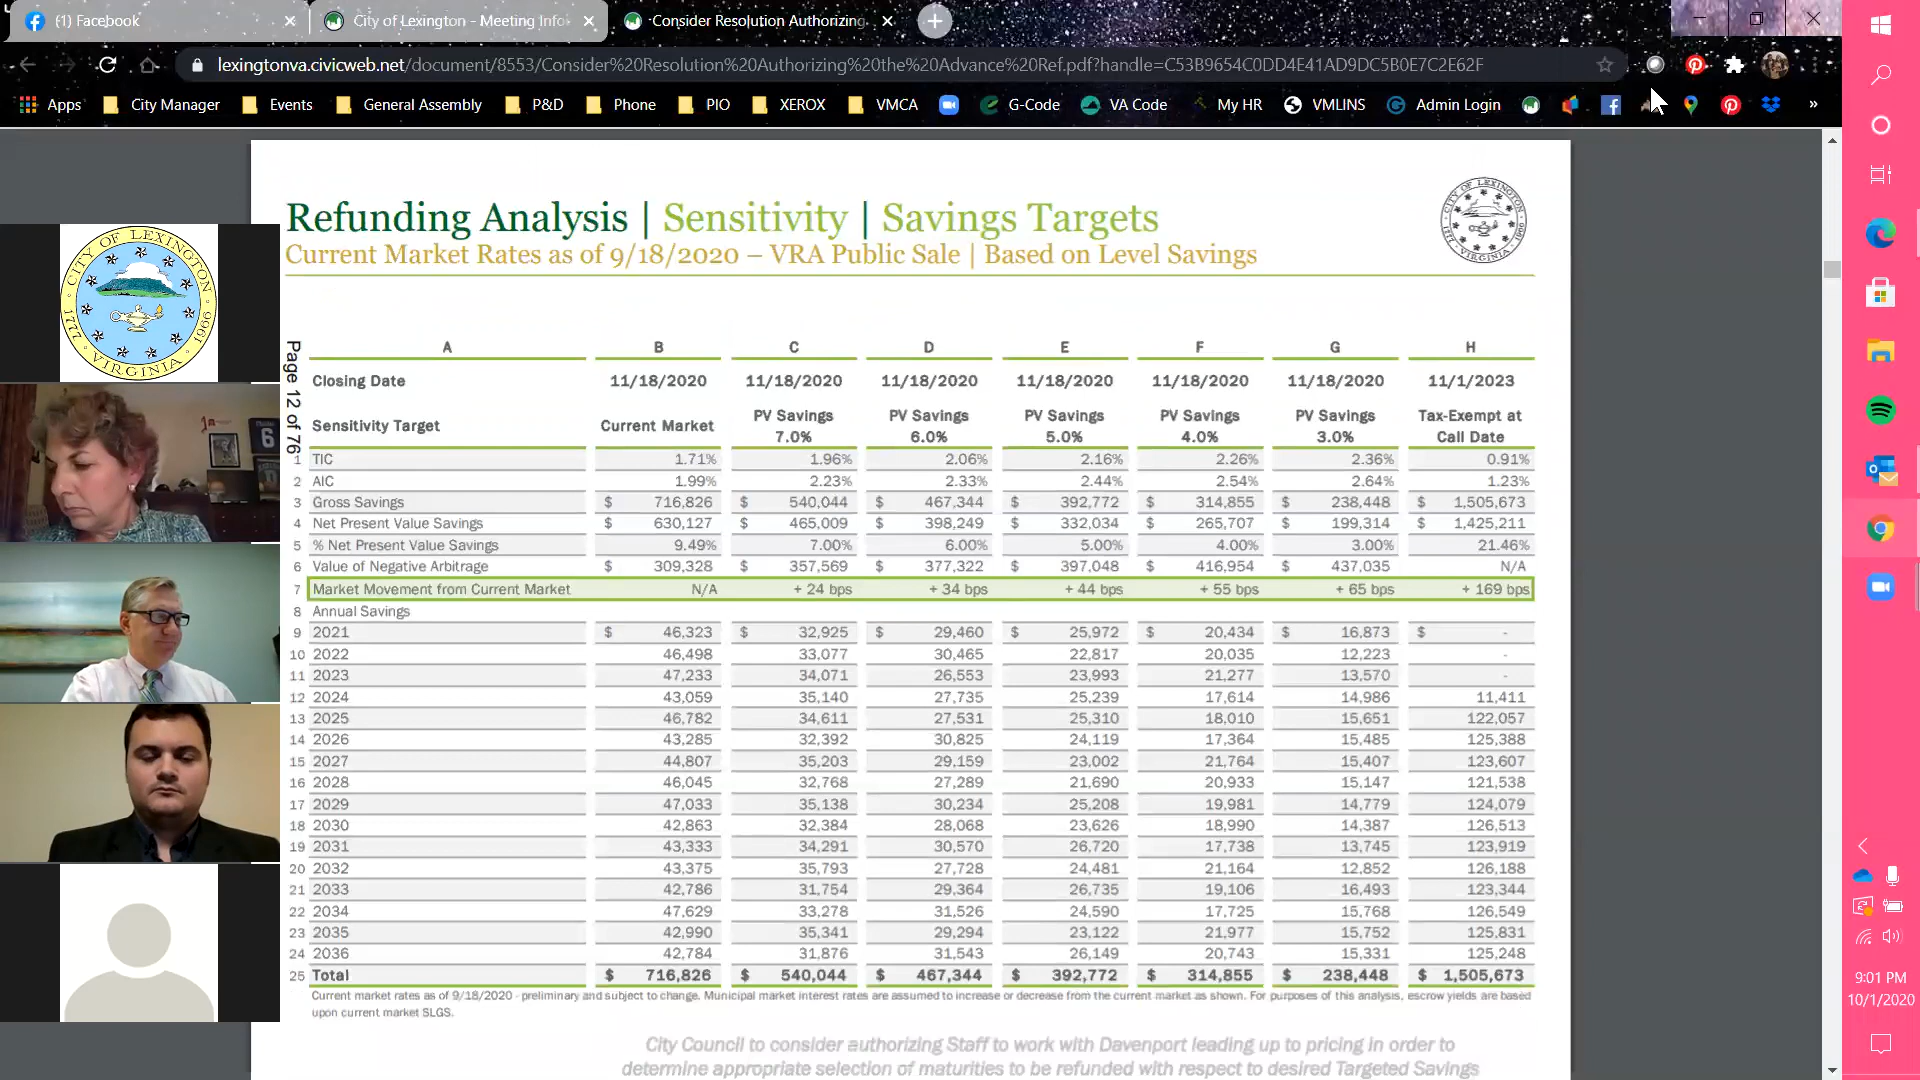 (1) Facebook
City of Lexington - Meeting Info
Consider Resolution Authorizing
lexingtonva.civicweb.net/document/8553/Consider%20Resolution%20Authorizing%20the%20Advance%20Ref.pdf?handle=C53B9654C0DD4E41AD9DC5B0E7C2E62F
Apps City Manager Events General Assembly P&D Phone PIO XEROX VMCA G-Code VA Code My HR VMLINS Admin Login »
Refunding Analysis | Sensitivity | Savings Targets
Current Market Rates as of 9/18/2020 – VRA Public Sale | Based on Level Savings
CITY OF LEXINGTON
1777 VIRGINIA
CITY OF LEXINGTON
1777 VIRGINIA 1966
Page 12 of 76
A B C D E F G H
Closing Date 11/18/2020 11/18/2020 11/18/2020 11/18/2020 11/18/2020 11/18/2020 11/1/2023
PV Savings PV Savings PV Savings PV Savings PV Savings Tax-Exempt at
Sensitivity Target Current Market
7.0% 6.0% 5.0% 4.0% 3.0% Call Date
1 TIC 1.71% 1.96% 2.06% 2.16% 2.26% 2.36% 0.91%
2 AIC 1.99% 2.23% 2.33% 2.44% 2.54% 2.64% 1.23%
3 Gross Savings $ 716,826 $ 540,044 $ 467,344 $ 392,772 $ 314,855 $ 238,448 $ 1,505,673
4 Net Present Value Savings $ 630,127 $ 465,009 $ 398,249 $ 332,034 $ 265,707 $ 199,314 $ 1,425,211
5 % Net Present Value Savings 9.49% 7.00% 6.00% 5.00% 4.00% 3.00% 21.46%
6 Value of Negative Arbitrage $ 309,328 $ 357,569 $ 377,322 $ 397,048 $ 416,954 $ 437,035 N/A
7 Market Movement from Current Market N/A + 24 bps + 34 bps + 44 bps + 55 bps + 65 bps + 169 bps
8 Annual Savings
9 2021 $ 46,323 $ 32,925 $ 29,460 $ 25,972 $ 20,434 $ 16,873 $ -
10 2022 46,498 33,077 30,465 22,817 20,035 12,223 -
11 2023 47,233 34,071 26,553 23,993 21,277 13,570 -
12 2024 43,059 35,140 27,735 25,239 17,614 14,986 11,411
13 2025 46,782 34,611 27,531 25,310 18,010 15,651 122,057
14 2026 43,285 32,392 30,825 24,119 17,364 15,485 125,388
15 2027 44,807 35,203 29,159 23,002 21,764 15,407 123,607
16 2028 46,045 32,768 27,289 21,690 20,933 15,147 121,538
17 2029 47,033 35,138 30,234 25,208 19,981 14,779 124,079
18 2030 42,863 32,384 28,068 23,626 18,990 14,387 126,513
19 2031 43,333 34,291 30,570 26,720 17,738 13,745 123,919
20 2032 43,375 35,793 27,728 24,481 21,164 12,852 126,188
21 2033 42,786 31,754 29,364 26,735 19,106 16,493 123,344
22 2034 47,629 33,278 31,526 24,590 17,725 15,768 126,549
23 2035 42,990 35,341 29,294 23,122 21,977 15,752 125,831
24 2036 42,784 31,876 31,543 26,149 20,743 15,331 125,248
25 Total $ 716,826 $ 540,044 $ 467,344 $ 392,772 $ 314,855 $ 238,448 $ 1,505,673
Current market rates as of 9/18/2020 - preliminary and subject to change. Municipal market interest rates are assumed to increase or decrease from the current market as shown. For purposes of this analysis, escrow yields are based
upon current market SLGS.
City Council to consider authorizing Staff to work with Davenport leading up to pricing in order to
determine appropriate selection of maturities to be refunded with respect to desired Targeted Savings
9:01 PM
10/1/2020
6